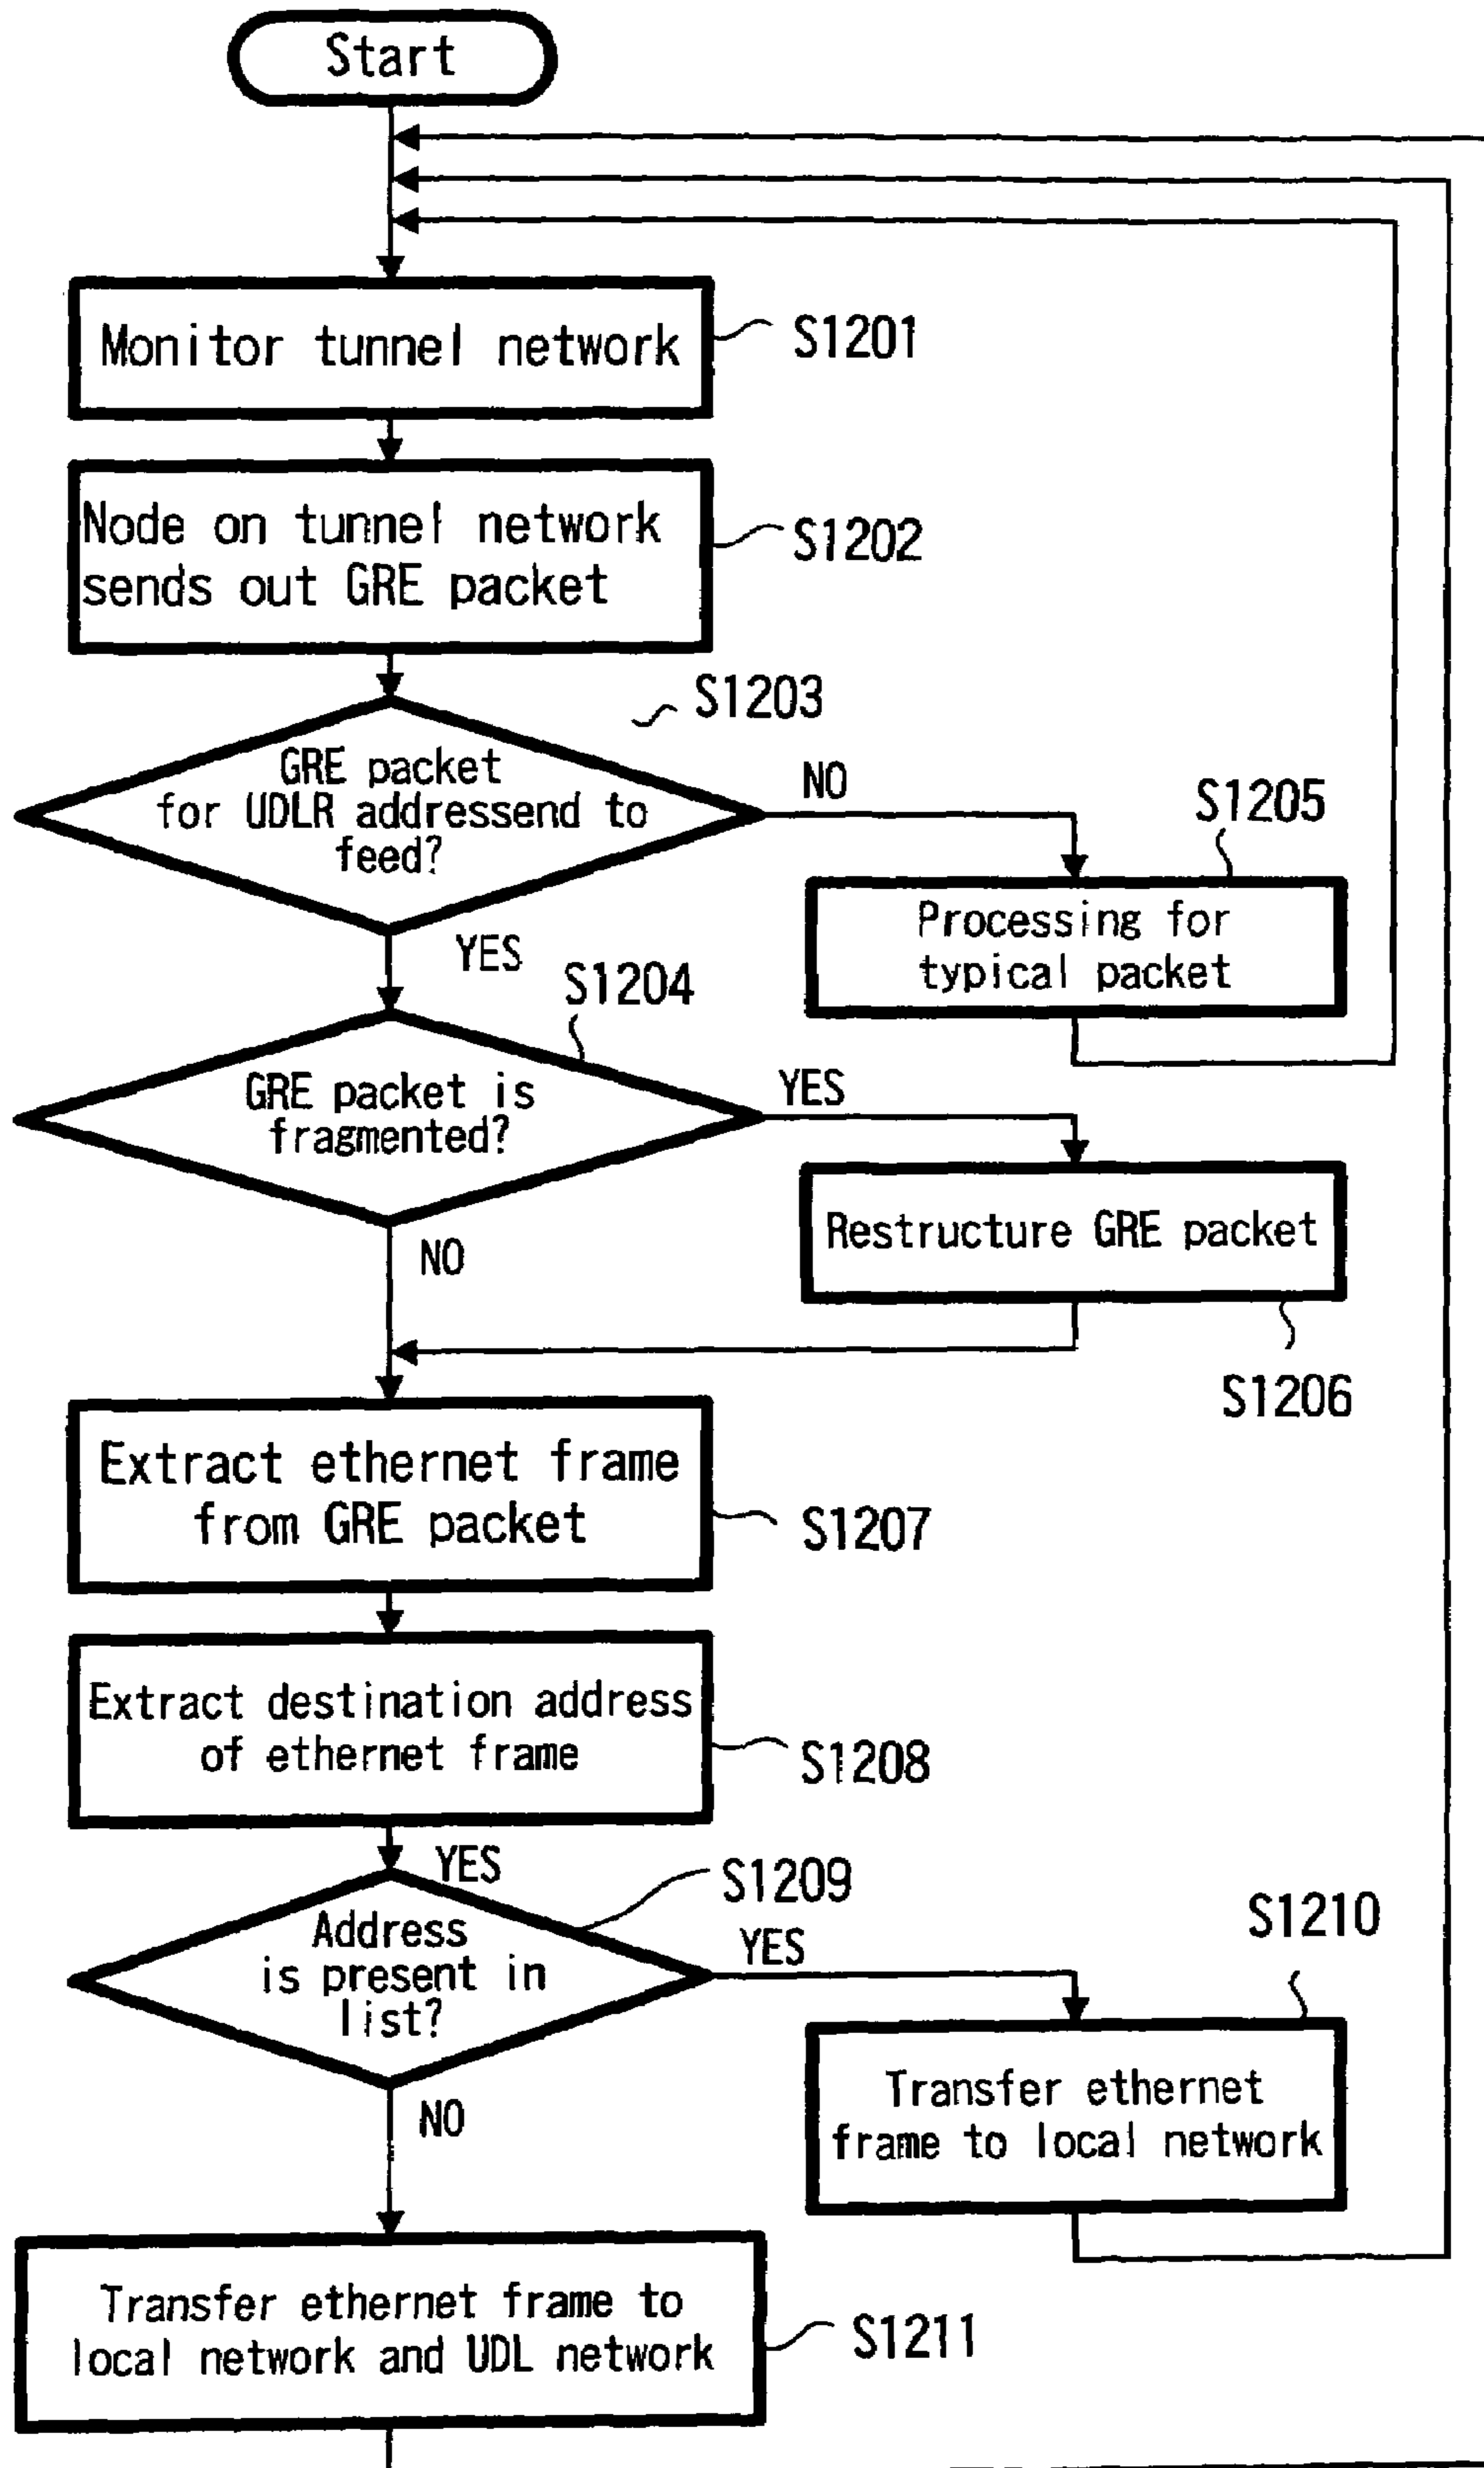 Start
Monitor tunnel network
S1201
Node on tunnel network
sends out GRE packet
S1202
S1203
GRE packet
for UDLR addressend to
feed?
NO
S1205
Processing for
typical packet
YES
S1204
GRE packet is
fragmented?
YES
Restructure GRE packet
NO
S1206
Extract ethernet frame
from GRE packet
S1207
Extract destination address
of ethernet frame
S1208
YES
S1209
Address
is present in
list?
YES
S1210
Transfer ethernet
frame to local network
NO
Transfer ethernet frame to
local network and UDL network
S1211